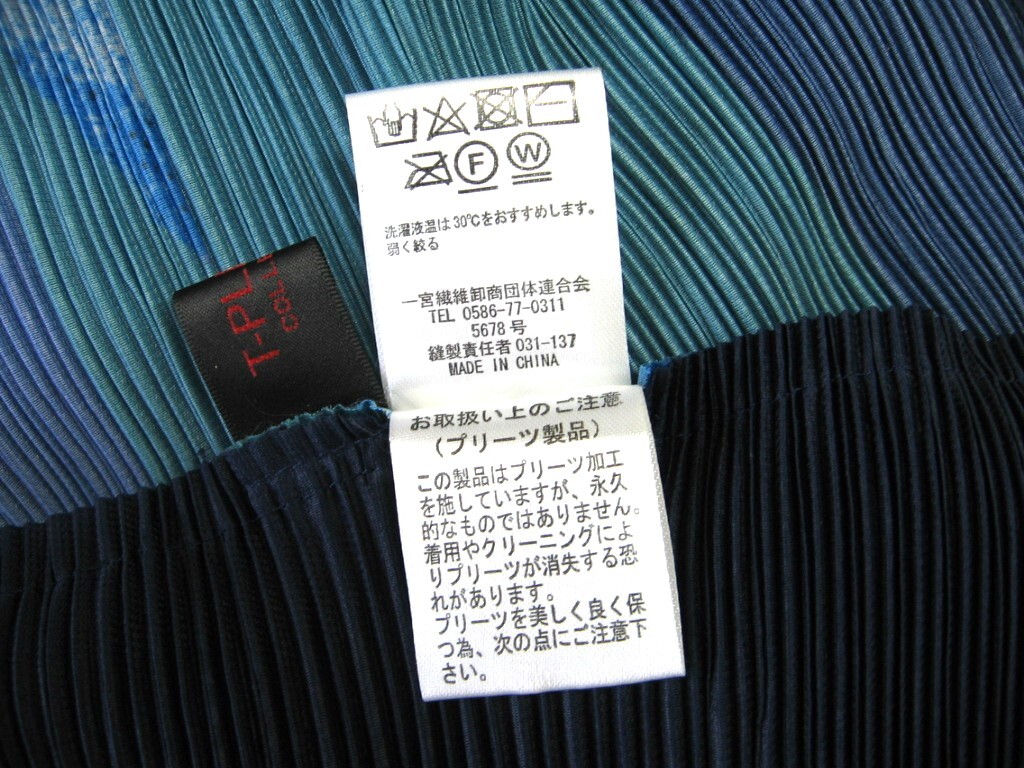 F W
洗濯液温は30℃をおすすめします。
弱く絞る
一宮繊維卸商団体連合会
TEL 0586-77-0311
5678号
縫製責任者 031-137
MADE IN CHINA
お取扱い上のご注意
(プリーツ製品)
この製品はプリーツ加工
を施していますが、永久
的なものではありません。
着用やクリーニングによ
りプリーツが消失する恐
れがあります。
プリーツを美しく良く保
つ為、次の点にご注意下
さい。
T-PL
COLL